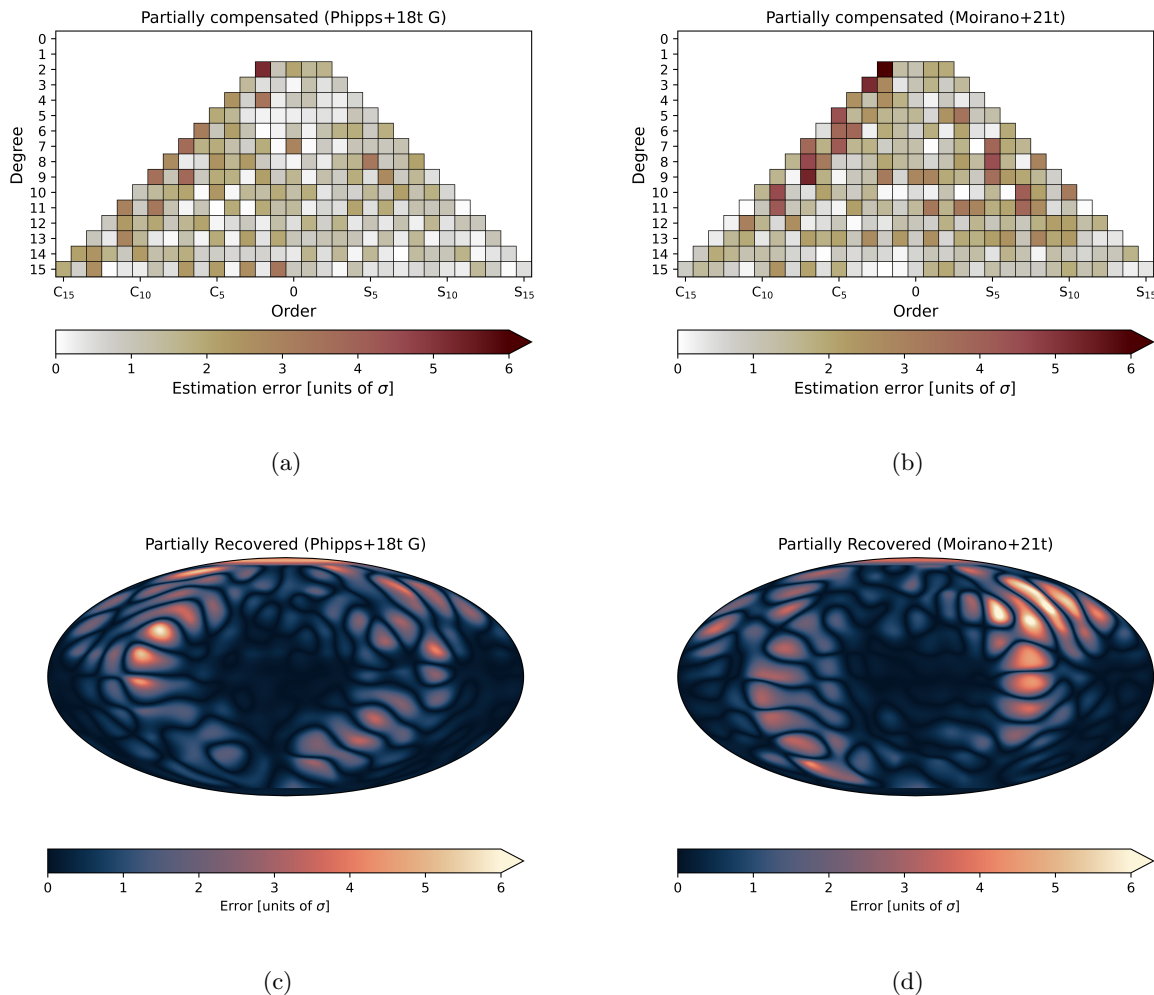 Partially compensated (Phipps+18t G)
Degree
0
1
2
3
4
5
6
7
8
9
10
11
12
13
14
15
C₁₅ C₁₀ C₅ 0 S₅ S₁₀ S₁₅
Order
0 1 2 3 4 5 6
Estimation error [units of σ]
(a)
Partially compensated (Moirano+21t)
Degree
0
1
2
3
4
5
6
7
8
9
10
11
12
13
14
15
C₁₅ C₁₀ C₅ 0 S₅ S₁₀ S₁₅
Order
0 1 2 3 4 5 6
Estimation error [units of σ]
(b)
Partially Recovered (Phipps+18t G)
0 1 2 3 4 5 6
Error [units of σ]
(c)
Partially Recovered (Moirano+21t)
0 1 2 3 4 5 6
Error [units of σ]
(d)